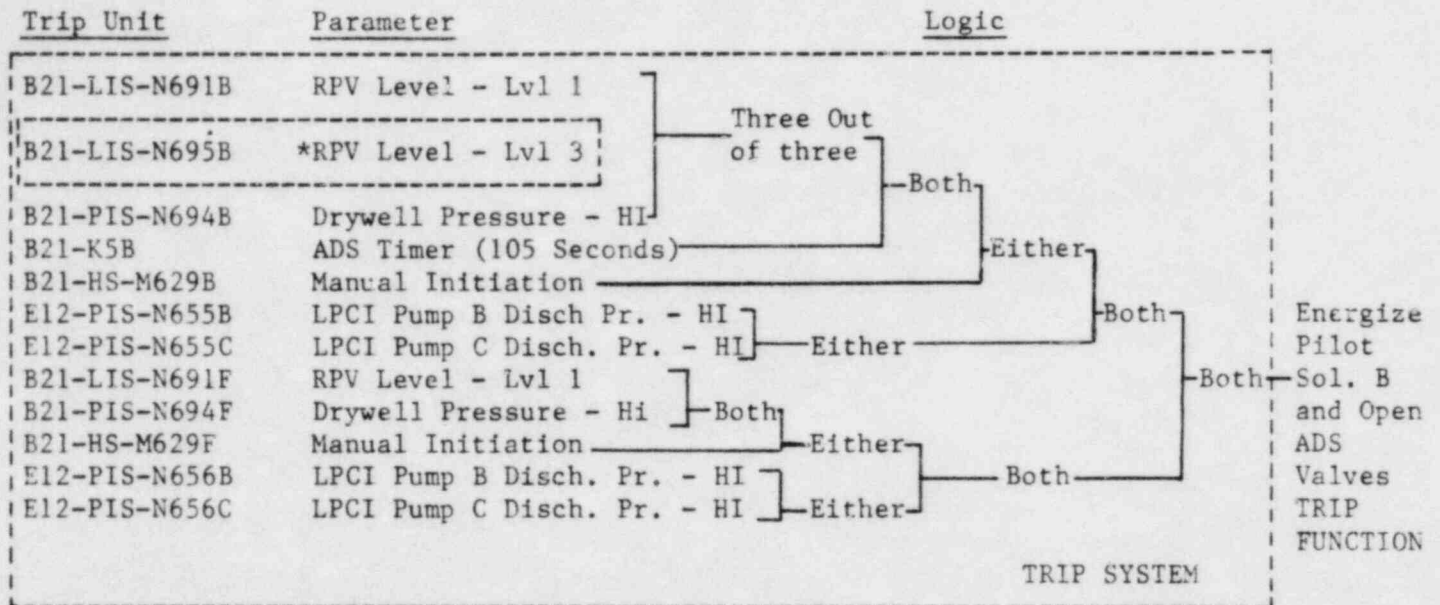 Trip Unit Parameter Logic
B21-LIS-N691B RPV Level - Lvl 1
Three Out
of three
B21-LIS-N695B *RPV Level - Lvl 3
Both
B21-PIS-N694B Drywell Pressure - HI
B21-K5B ADS Timer (105 Seconds)
Either
B21-HS-M629B Manual Initiation
E12-PIS-N655B LPCI Pump B Disch Pr. - HI
Both
E12-PIS-N655C LPCI Pump C Disch. Pr. - HI Either
B21-LIS-N691F RPV Level - Lvl 1
B21-PIS-N694F Drywell Pressure - Hi Both
B21-HS-M629F Manual Initiation Either
E12-PIS-N656B LPCI Pump B Disch. Pr. - HI Both
E12-PIS-N656C LPCI Pump C Disch. Pr. - HI Either
Both
Energize
Pilot
Sol. B
and Open
ADS
Valves
TRIP
FUNCTION
TRIP SYSTEM